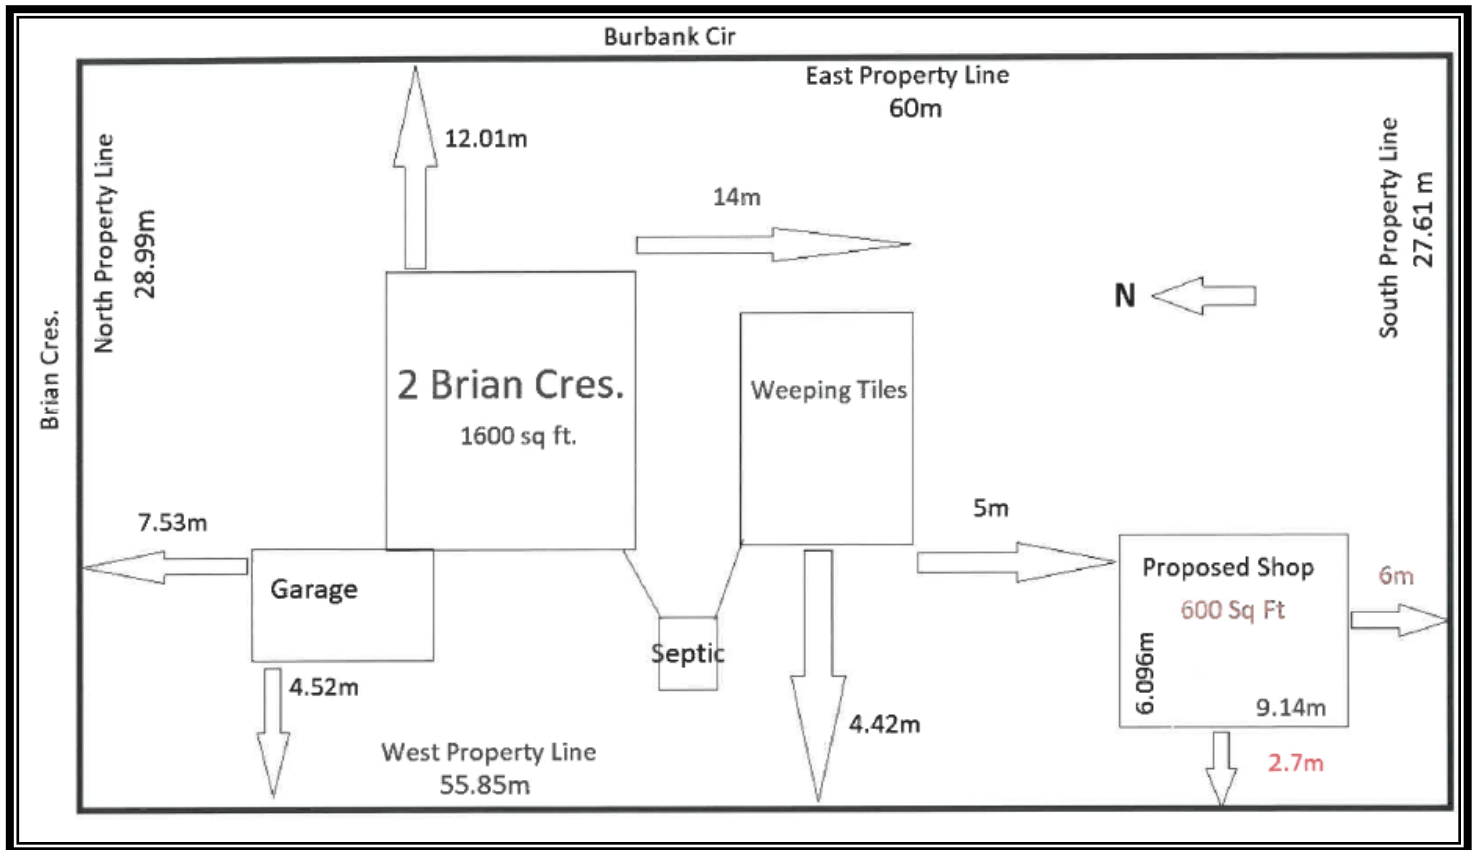 Burbank Cir
East Property Line
60m
12.01m
14m
North Property Line
28.99m
South Property Line
27.61 m
N
Brian Cres.
2 Brian Cres.
1600 sq ft.
Weeping Tiles
7.53m
5m
Garage
Proposed Shop
600 Sq Ft
6m
Septic
6.096m
9.14m
4.52m
4.42m
West Property Line
55.85m
2.7m